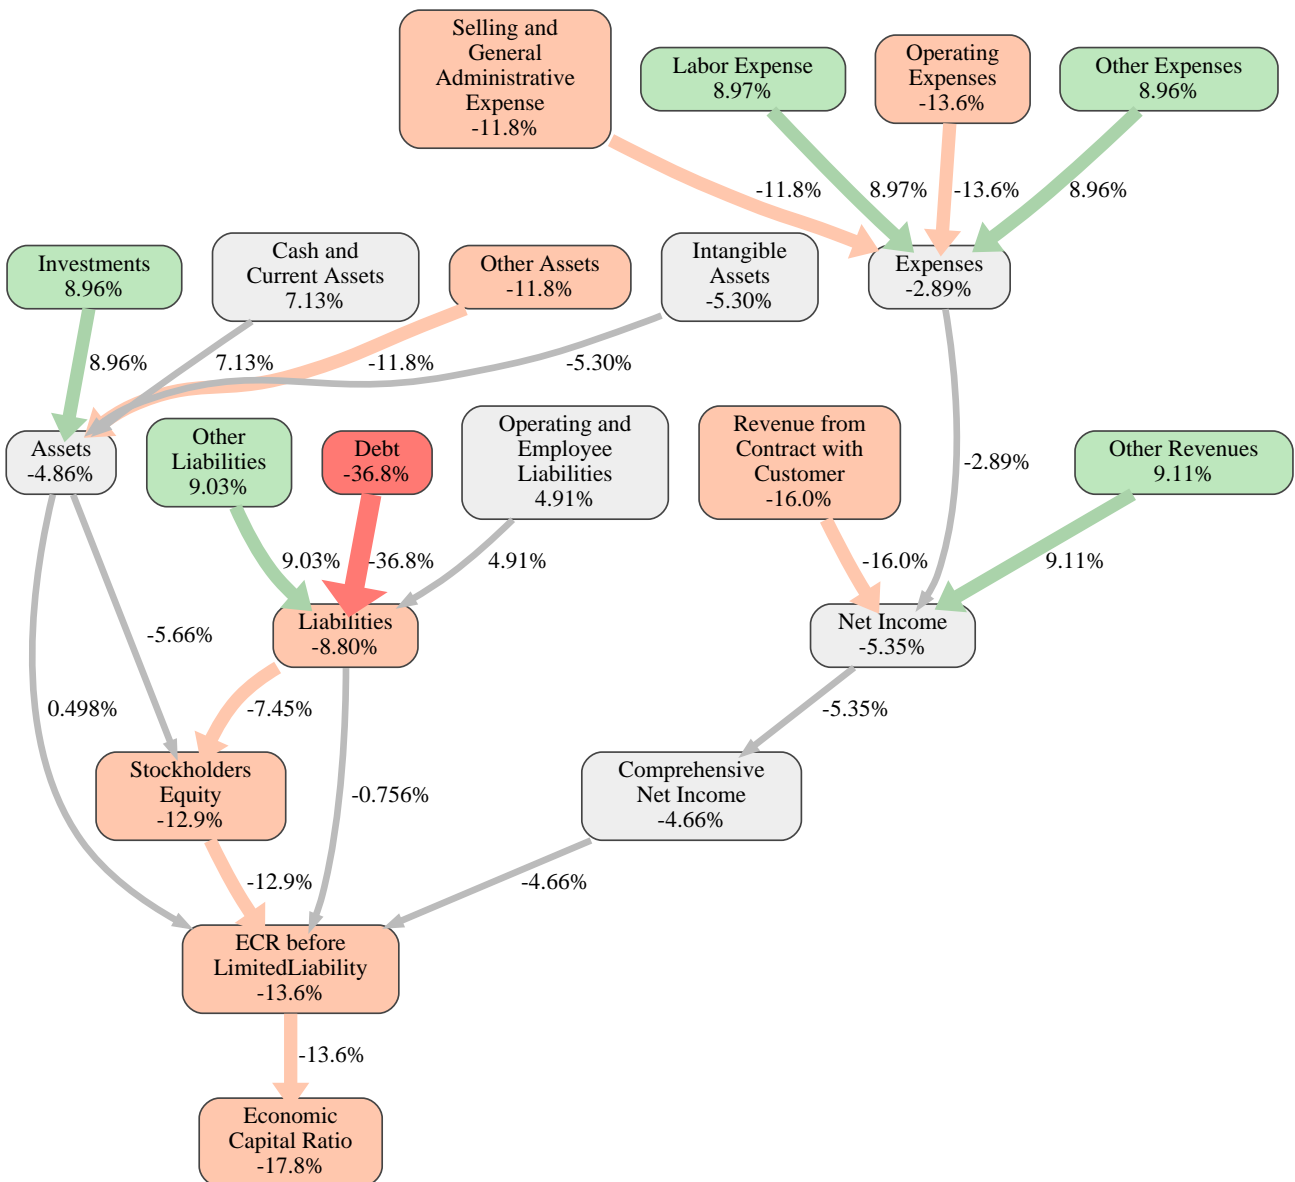 Selling and
General
Administrative
Expense
-11.8%
Labor Expense
8.97%
Operating
Expenses
-13.6%
Other Expenses
8.96%
-11.8%
8.97%
-13.6%
8.96%
Investments
8.96%
Cash and
Current Assets
7.13%
Other Assets
-11.8%
Intangible
Assets
-5.30%
Expenses
-2.89%
8.96%
7.13%
-11.8%
-5.30%
-2.89%
Assets
-4.86%
Other
Liabilities
9.03%
Debt
-36.8%
Operating and
Employee
Liabilities
4.91%
Revenue from
Contract with
Customer
-16.0%
Other Revenues
9.11%
9.03%
-36.8%
4.91%
-16.0%
9.11%
-5.66%
Liabilities
-8.80%
Net Income
-5.35%
0.498%
-7.45%
-5.35%
-0.756%
Stockholders
Equity
-12.9%
Comprehensive
Net Income
-4.66%
-12.9%
-4.66%
ECR before
LimitedLiability
-13.6%
-13.6%
Economic
Capital Ratio
-17.8%